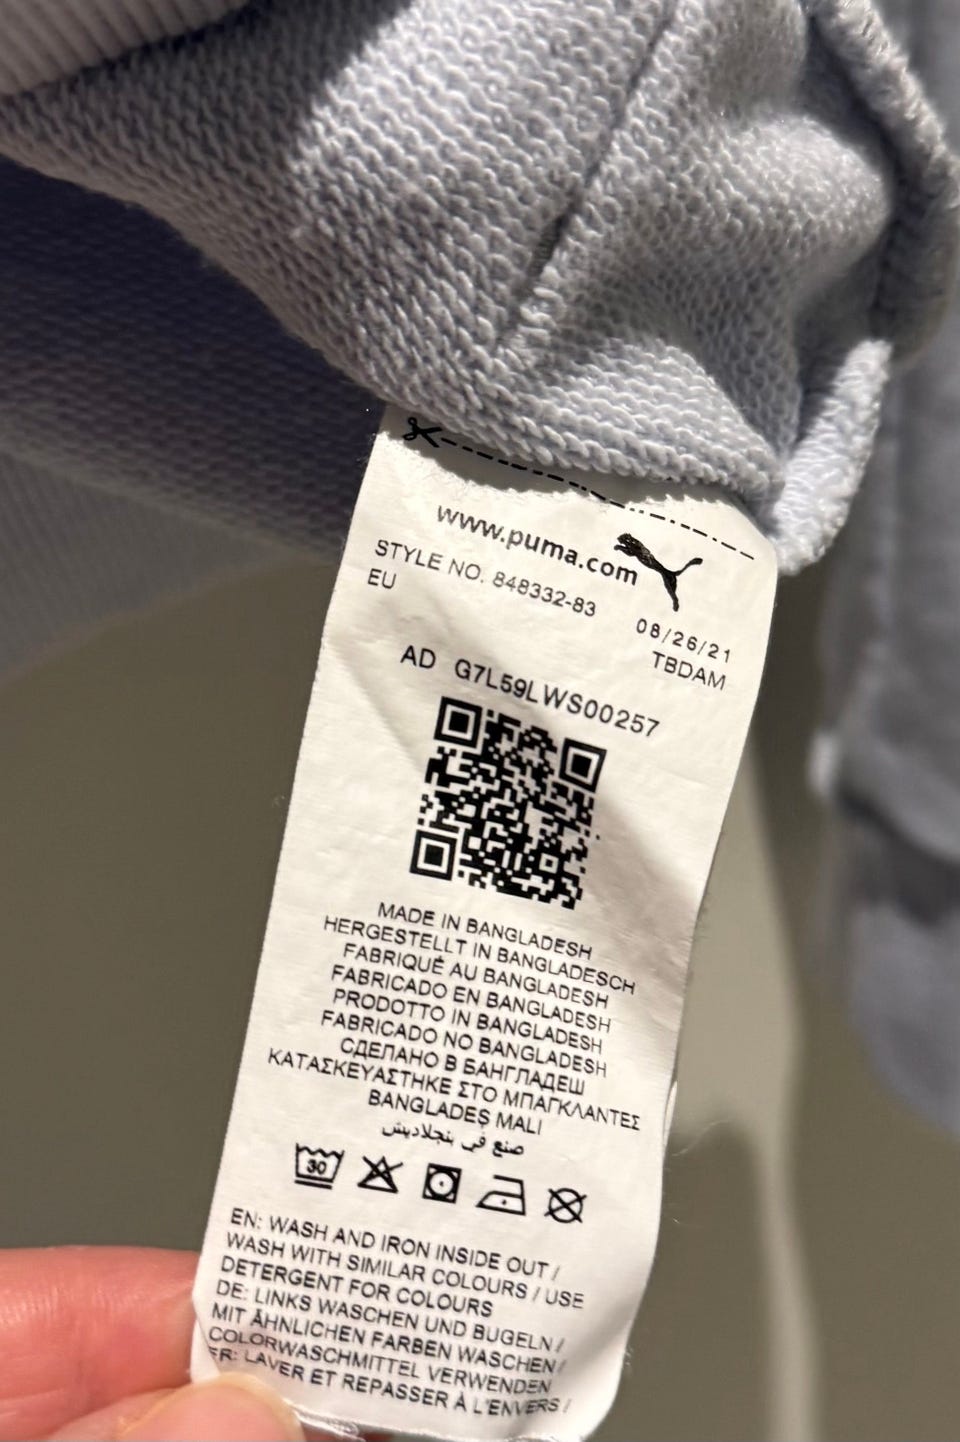 www.puma.com
STYLE NO. 848332-83
EU
08/26/21
TBDAM
AD G7L59LWS00257
MADE IN BANGLADESH
HERGESTELLT IN BANGLADESCH
FABRIQUÉ AU BANGLADESH
FABRICADO EN BANGLADESH
PRODOTTO IN BANGLADESH
FABRICADO NO BANGLADESH
СДЕЛАНО В БАНГЛАДЕШ
ΚΑΤΑΣΚΕΥΑΣΤΗΚΕ ΣΤΟ ΜΠΑΓΚΛΑΝΤΕΣ
BANGLADEŞ MALI
صنع في بنجلاديش
30
EN: WASH AND IRON INSIDE OUT /
WASH WITH SIMILAR COLOURS / USE
DETERGENT FOR COLOURS
DE: LINKS WASCHEN UND BUGELN /
MIT ÄHNLICHEN FARBEN WASCHEN /
COLORWASCHMITTEL VERWENDEN
FR: LAVER ET REPASSER À L'ENVERS /